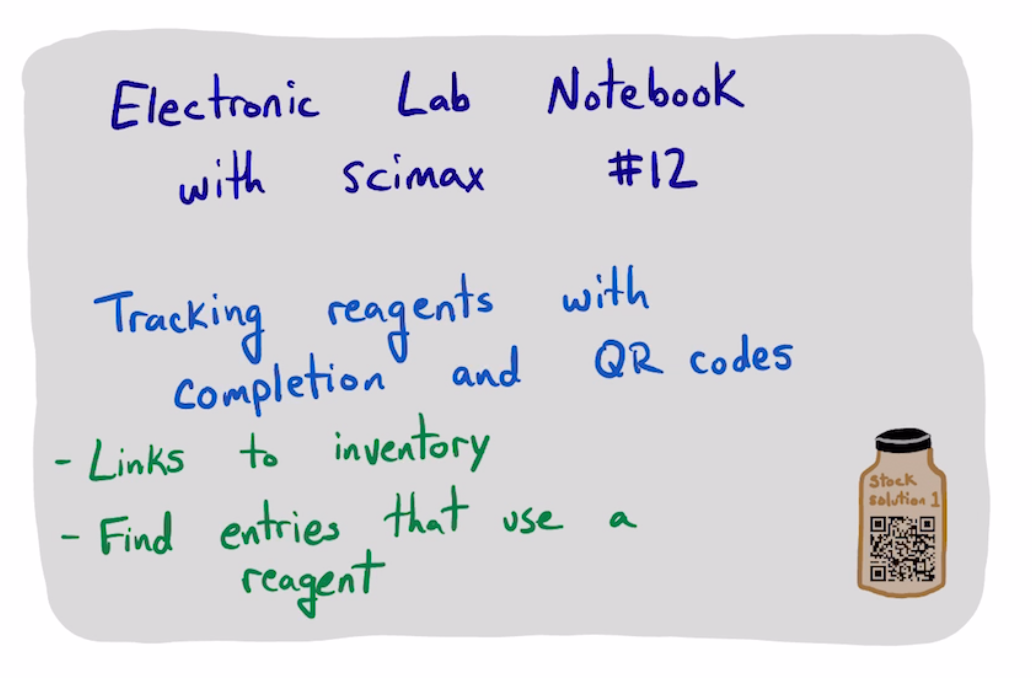 Electronic Lab Notebook
with scimax #12
Tracking reagents with
completion and QR codes
- Links to inventory
- Find entries that use a
reagent
Stock
solution 1